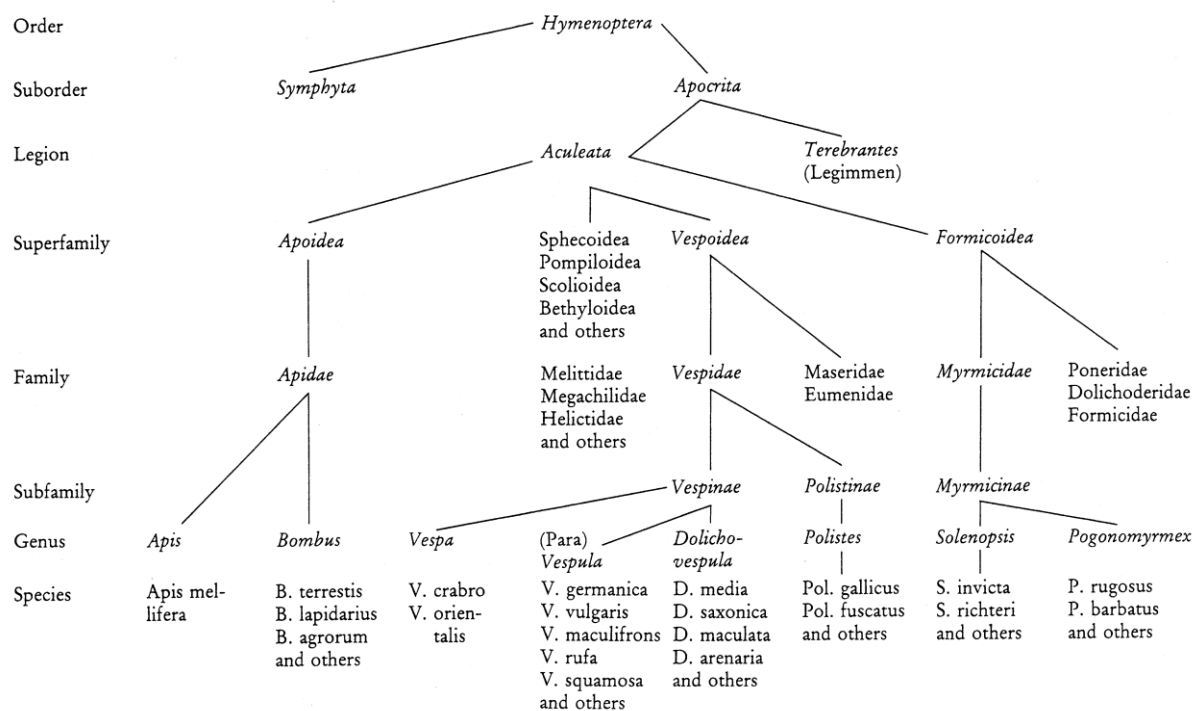 Order Hymenoptera
Suborder Symphyta Apocrita
Legion Aculeata Terebrantes
(Legimmen)
Superfamily Apoidea Sphecoidea Vespoidea Formicoidea
Pompiloidea
Scolioidea
Bethyloidea
and others
Family Apidae Melittidae Vespidae Maseridae Myrmicidae Poneridae
Megachilidae Eumenidae Dolichoderidae
Helictidae Formicidae
and others
Subfamily Vespinae Polistinae Myrmicinae
Genus Apis Bombus Vespa (Para) Dolicho- Polistes Solenopsis Pogonomyrmex
Vespula vespula
Species Apis mel- B. terrestis V. crabro V. germanica D. media Pol. gallicus S. invicta P. rugosus
lifera B. lapidarius V. orien- V. vulgaris D. saxonica Pol. fuscatus S. richteri P. barbatus
B. agrorum talis V. maculifrons D. maculata and others and others and others
and others V. rufa D. arenaria
V. squamosa and others
and others